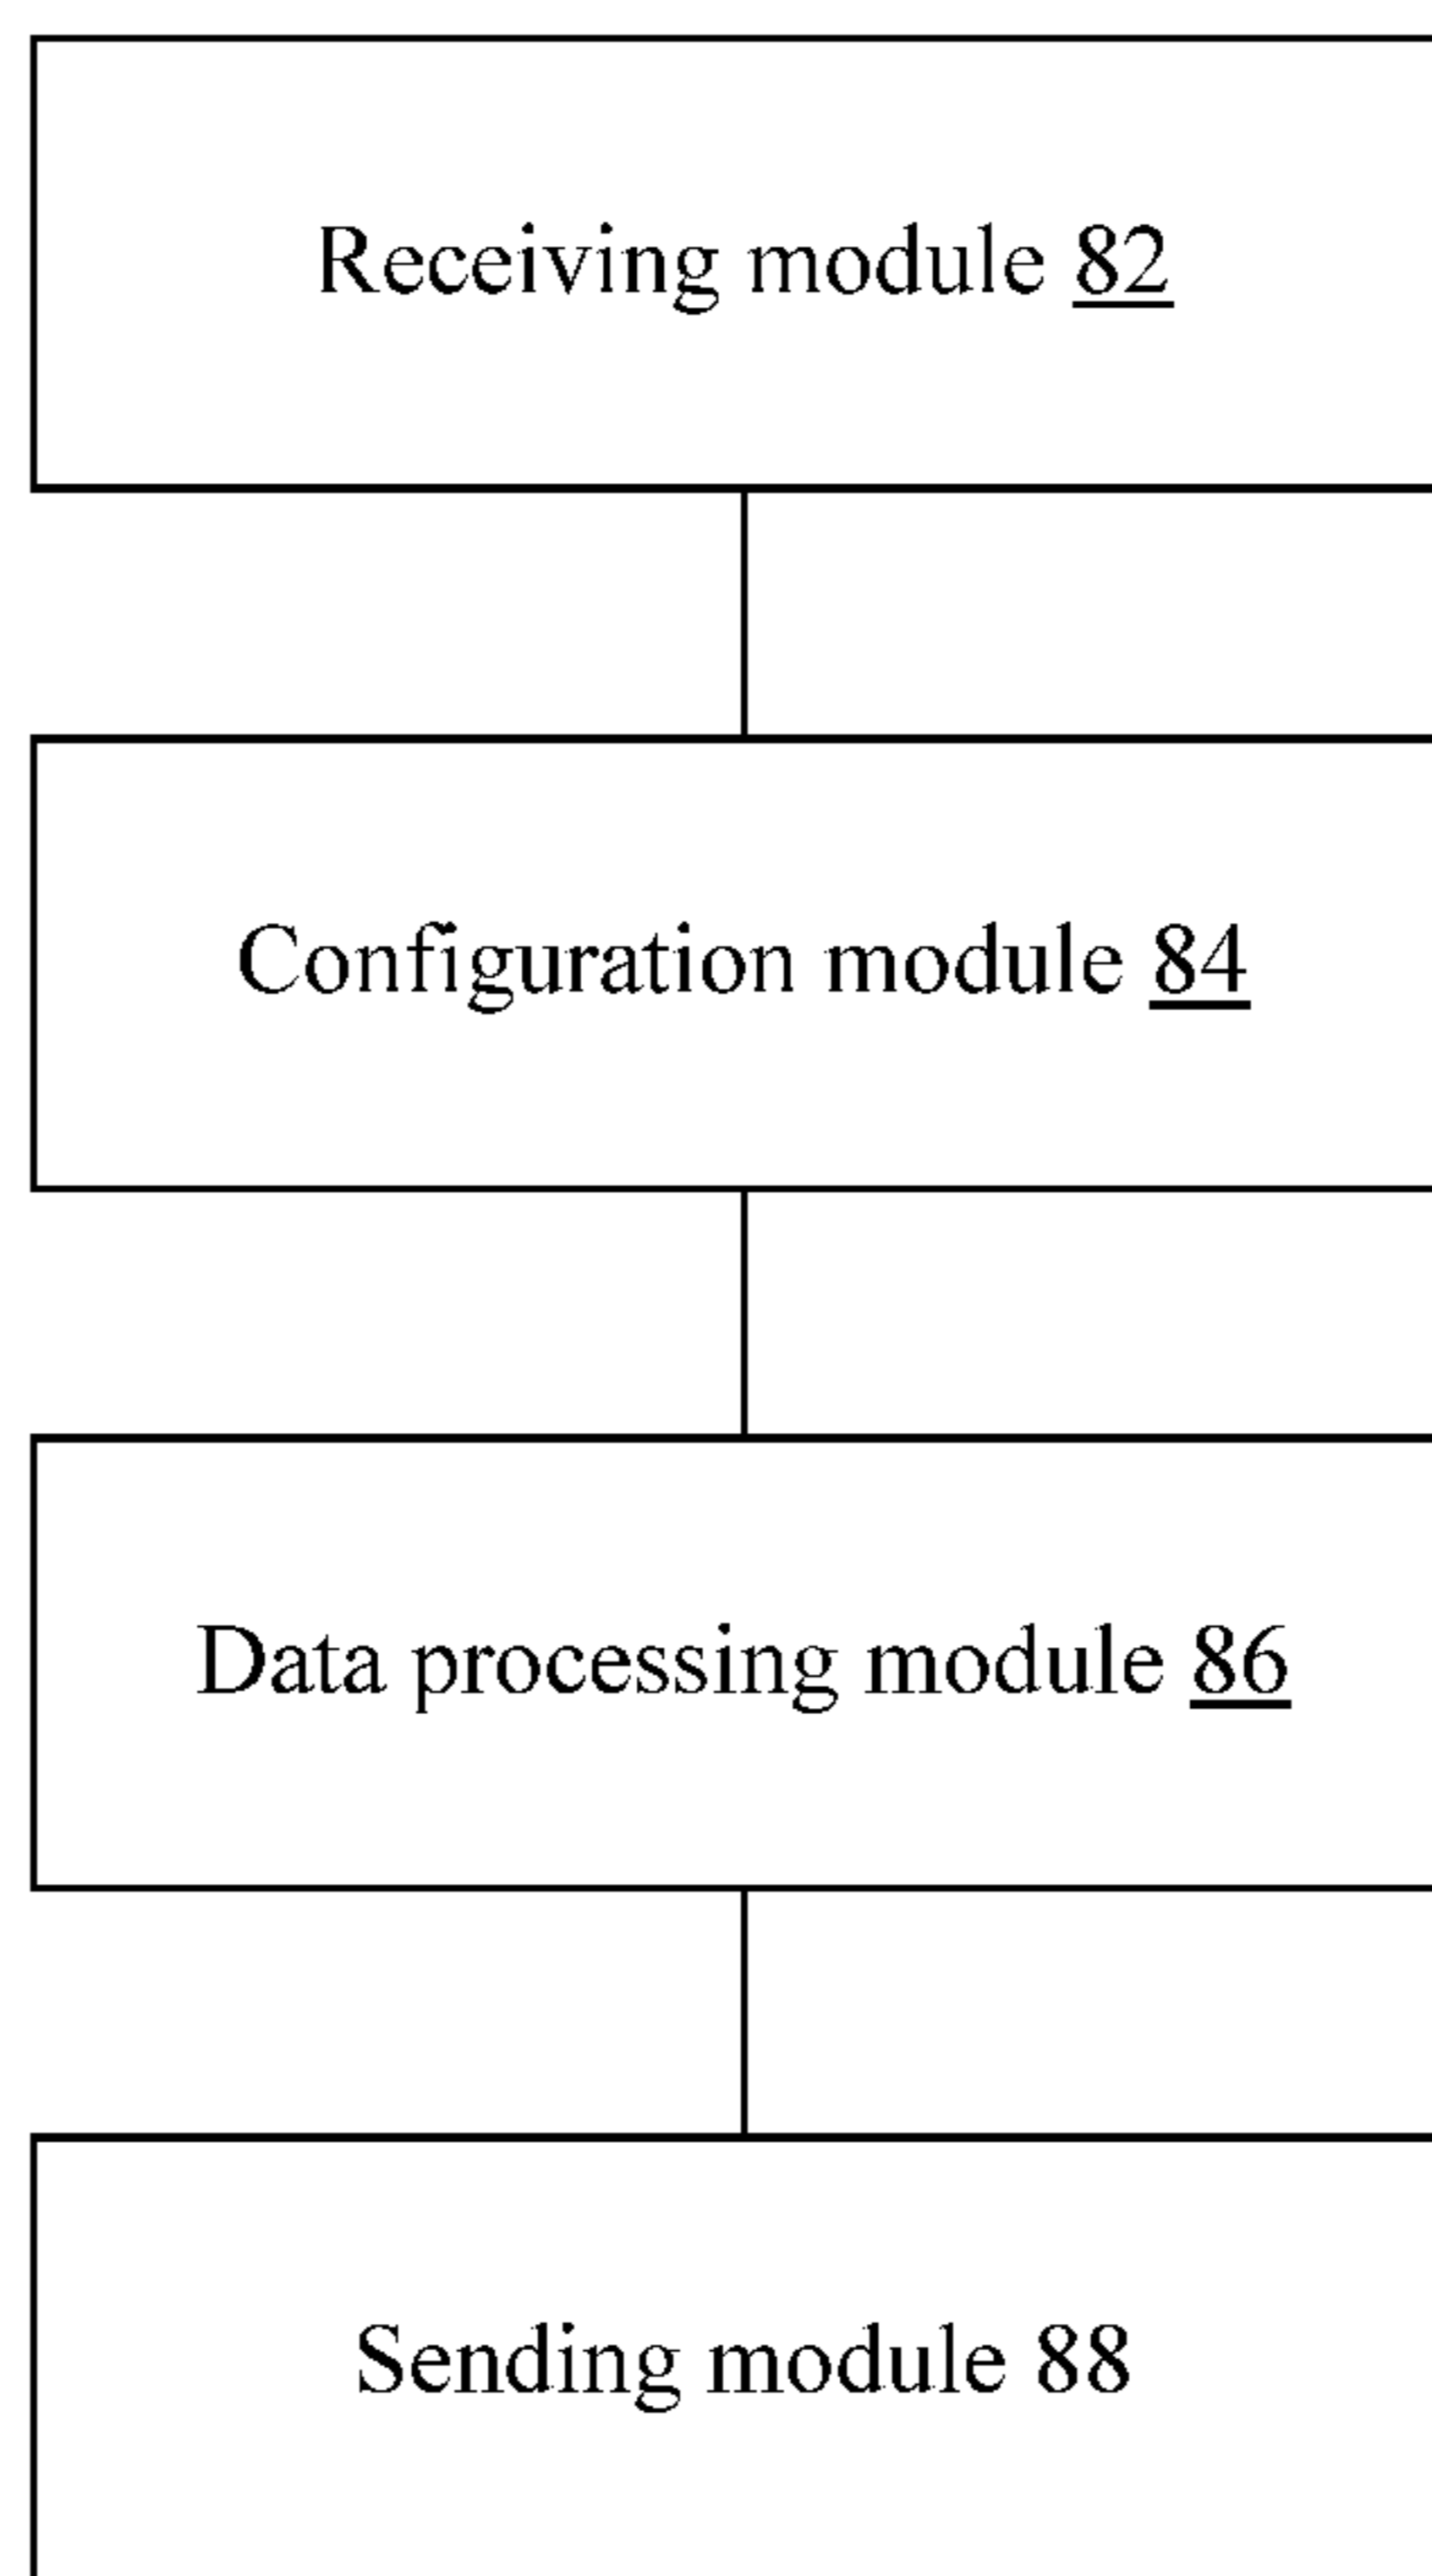 Receiving module 82
Configuration module 84
Data processing module 86
Sending module 88